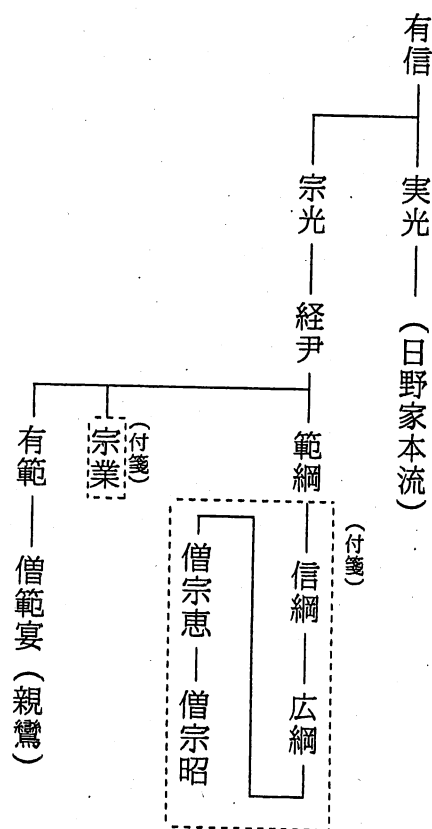 有信
実光
(日野家本流)
宗光
経尹
範綱
(付箋)
信綱
広綱
僧宗恵
僧宗昭
(付箋)
宗業
有範
僧範宴(親鸞)